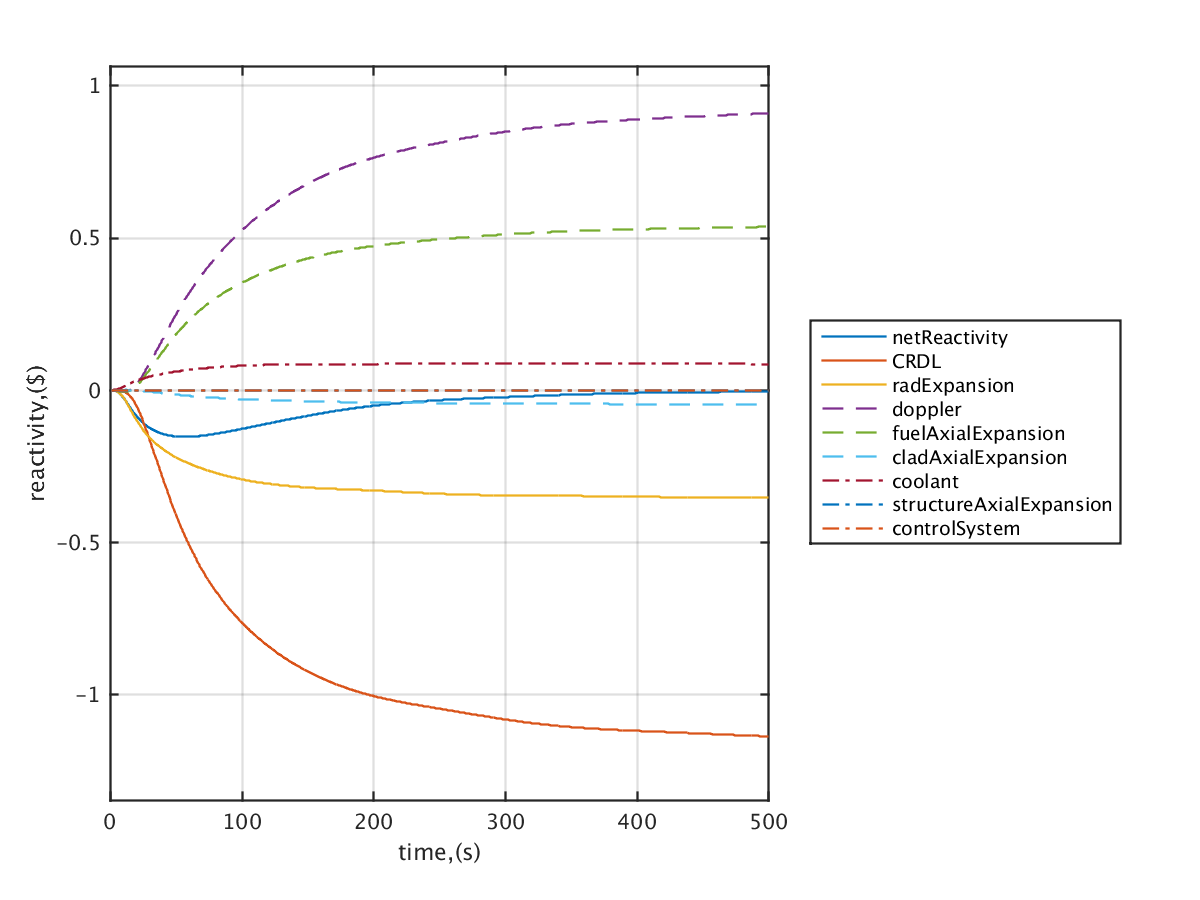 1
0.5
0
−0.5
−1
reactivity,($)
0
100
200
300
400
500
time,(s)
netReactivity
CRDL
radExpansion
doppler
fuelAxialExpansion
cladAxialExpansion
coolant
structureAxialExpansion
controlSystem